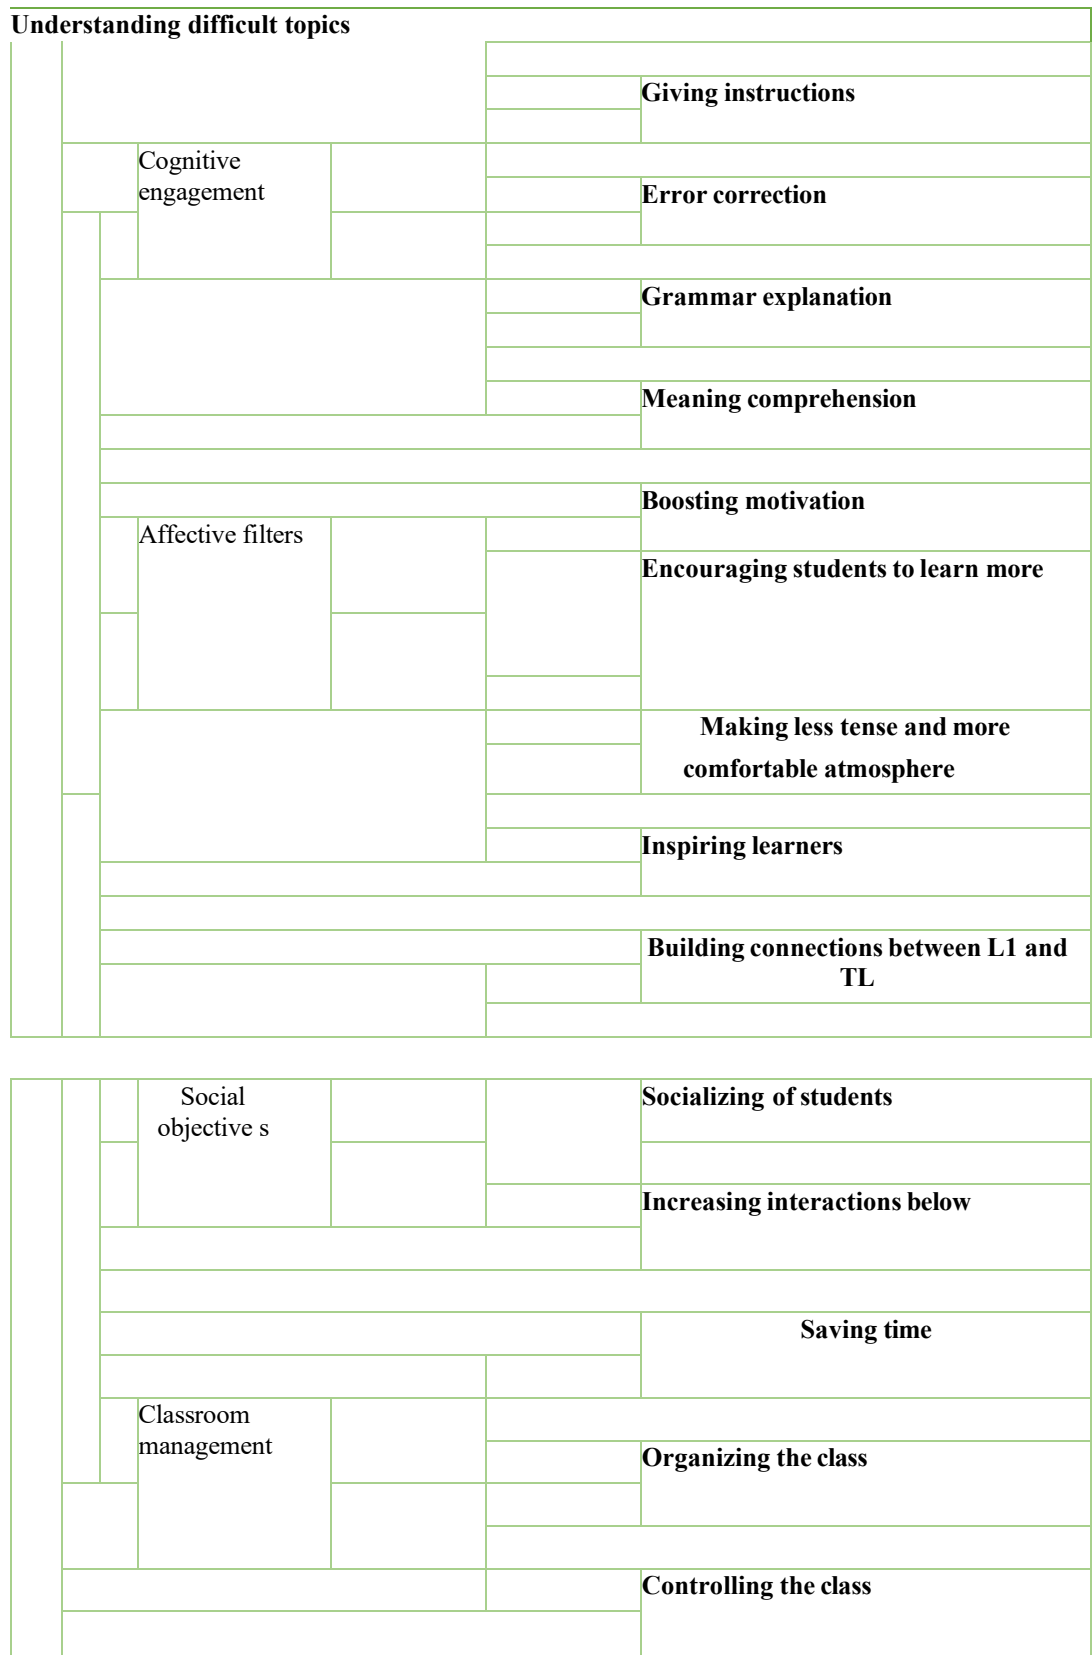 Understanding difficult topics
Giving instructions
Cognitive
engagement
Error correction
Grammar explanation
Meaning comprehension
Boosting motivation
Affective filters
Encouraging students to learn more
Making less tense and more
comfortable atmosphere
Inspiring learners
Building connections between L1 and
TL
Social
objective s
Socializing of students
Increasing interactions below
Saving time
Classroom
management
Organizing the class
Controlling the class